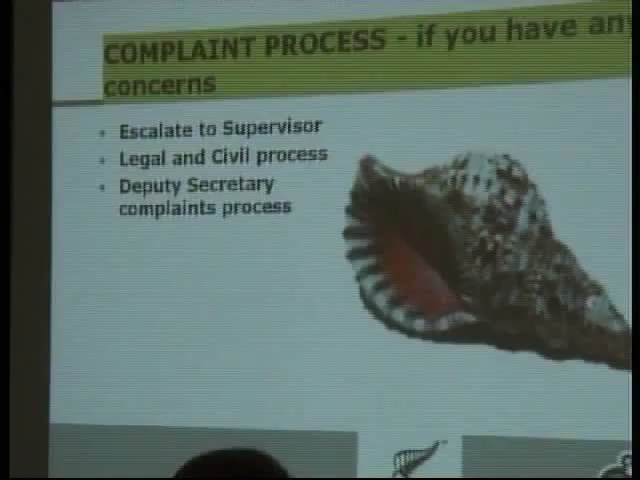 COMPLAINT PROCESS - if you have an
concerns
Escalate to Supervisor
Legal and Civil process
Deputy Secretary
complaints process